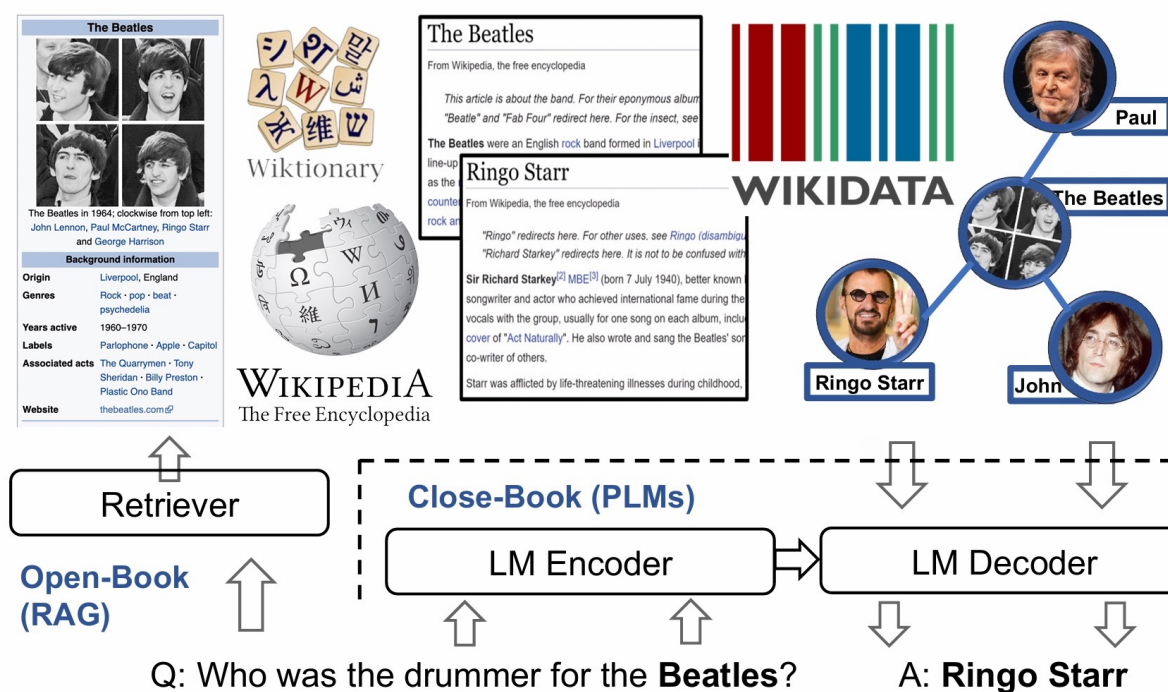 The Beatles
The Beatles in 1964; clockwise from top left:
John Lennon, Paul McCartney, Ringo Starr
and George Harrison
Background information
Origin Liverpool, England
Genres Rock · pop · beat ·
psychedelia
Years active 1960–1970
Labels Parlophone · Apple · Capitol
Associated acts The Quarrymen · Tony
Sheridan · Billy Preston ·
Plastic Ono Band
Website thebeatles.com
シ
말
λ
W
ش
维
ש
Wiktionary
Ω
W
И
維
ウィ
7
WIKIPEDIA
The Free Encyclopedia
The Beatles
From Wikipedia, the free encyclopedia
This article is about the band. For their eponymous album
"Beatle" and "Fab Four" redirect here. For the insect, see
The Beatles were an English rock band formed in Liverpool
line-up
as the
counter
rock an
Ringo Starr
From Wikipedia, the free encyclopedia
"Ringo" redirects here. For other uses. see Ringo (disambigu
"Richard Starkey" redirects here. It is not to be confused with
Sir Richard Starkey[2] MBE[3] (born 7 July 1940), better known
songwriter and actor who achieved international fame during the
vocals with the group, usually for one song on each album, inclu
cover of "Act Naturally". He also wrote and sang the Beatles' son
co-writer of others.
Starr was afflicted by life-threatening illnesses during childhood,
WIKIDATA
Paul
The Beatles
Ringo Starr
John
Retriever
Open-Book
(RAG)
Close-Book (PLMs)
LM Encoder
LM Decoder
Q: Who was the drummer for the Beatles?
A: Ringo Starr